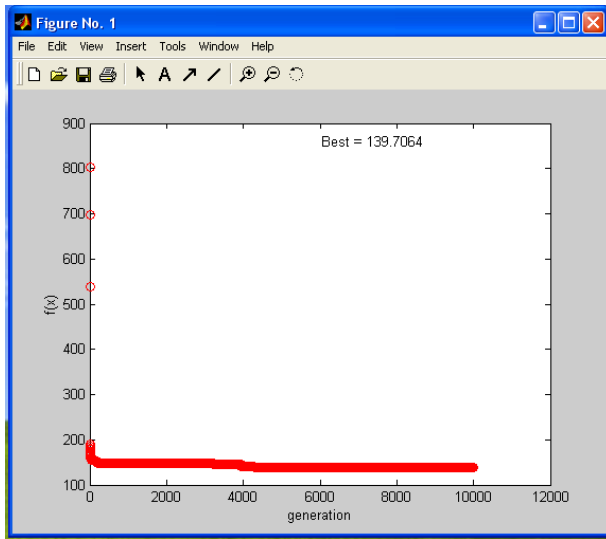 Figure No. 1
File Edit View Insert Tools Window Help
A
900
800
700
600
500
400
300
200
100
f(x)
Best = 139.7064
0 2000 4000 6000 8000 10000 12000
generation